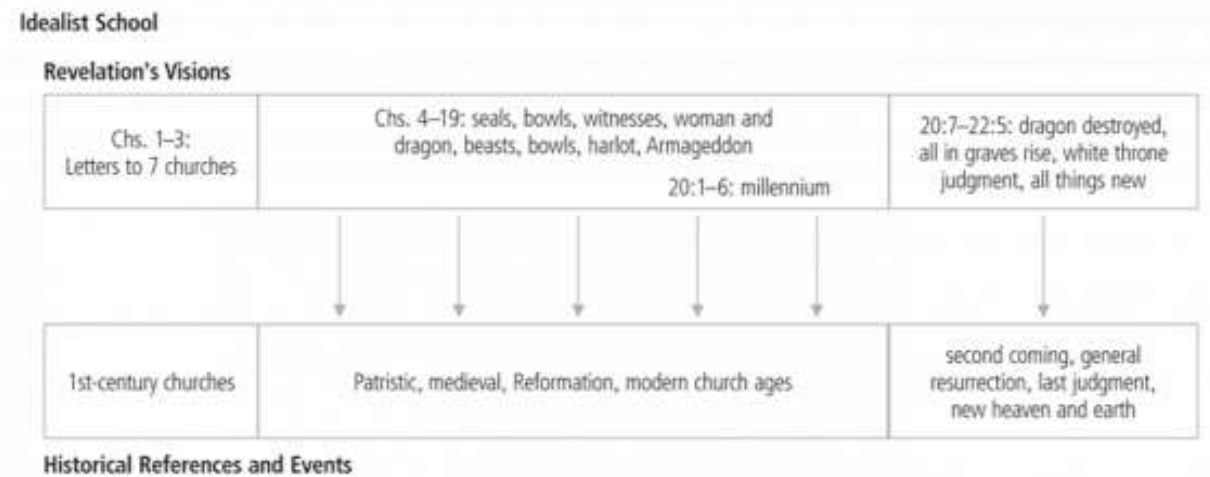 Idealist School
Revelation's Visions
Chs. 1–3:
Letters to 7 churches
Chs. 4–19: seals, bowls, witnesses, woman and
dragon, beasts, bowls, harlot, Armageddon
20:1–6: millennium
20:7–22:5: dragon destroyed,
all in graves rise, white throne
judgment, all things new
1st-century churches
Patristic, medieval, Reformation, modern church ages
second coming, general
resurrection, last judgment,
new heaven and earth
Historical References and Events